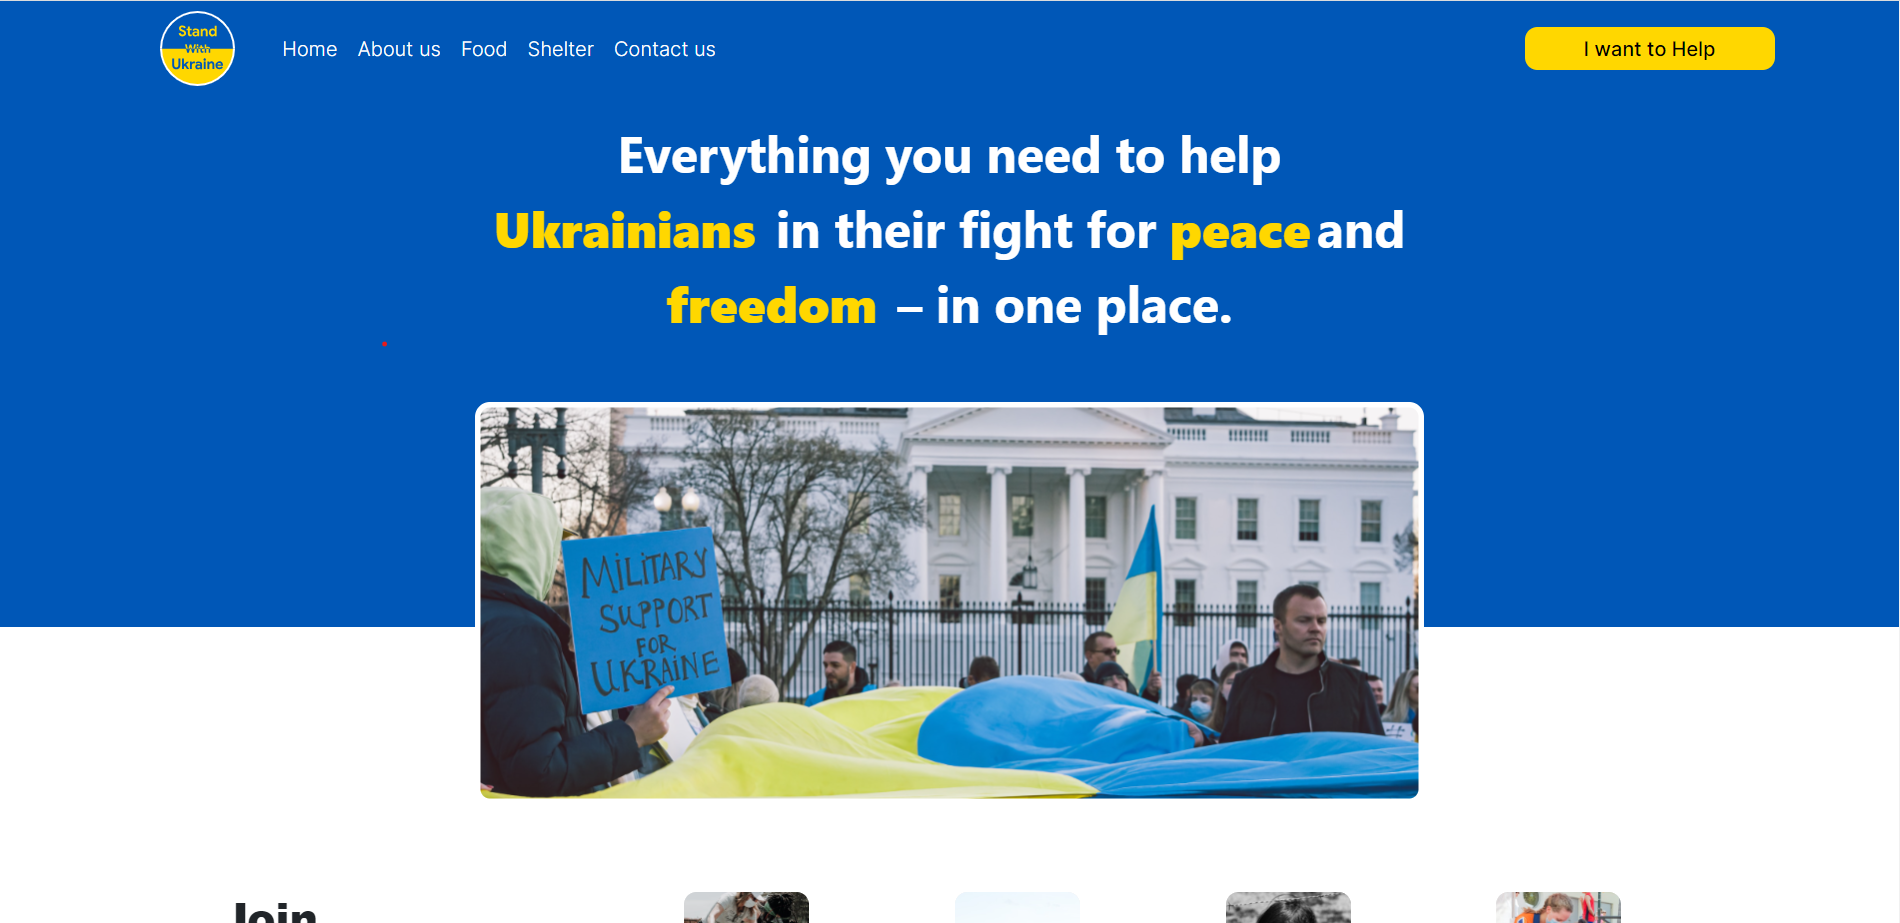 Stand
With
Ukraine
Home About us Food Shelter Contact us
I want to Help
Everything you need to help
Ukrainians in their fight for peace and
freedom – in one place.
MILITARY
SUPPORT
FOR
UKRAINE
Join